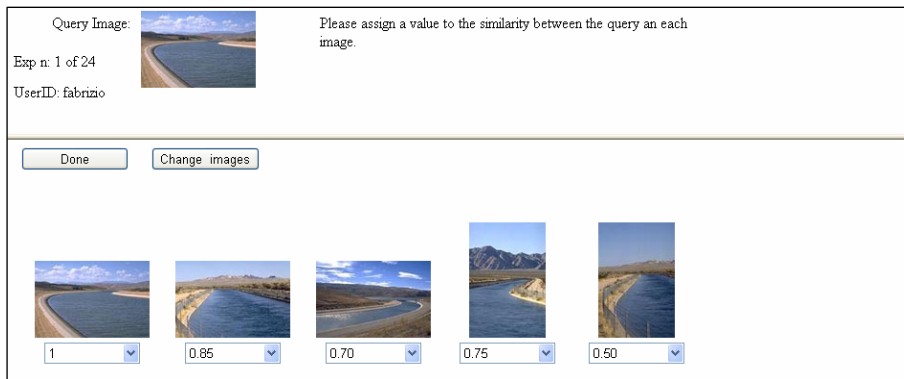 Query Image:
Please assign a value to the similarity between the query an each
image.
Exp n: 1 of 24
UserID: fabrizio
Done
Change images
1
0.85
0.70
0.75
0.50